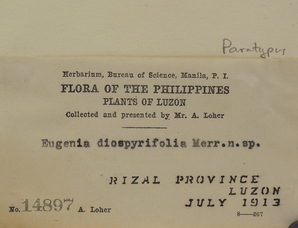 Paratypus
Herbarium, Bureau of Science, Manila, P. I.
FLORA OF THE PHILIPPINES
PLANTS OF LUZON
Collected and presented by Mr. A. Loher
Eugenia diospyrifolia Merr.n.sp.
RIZAL PROVINCE
LUZON
No. 14897 A. Loher JULY 1913
8—267